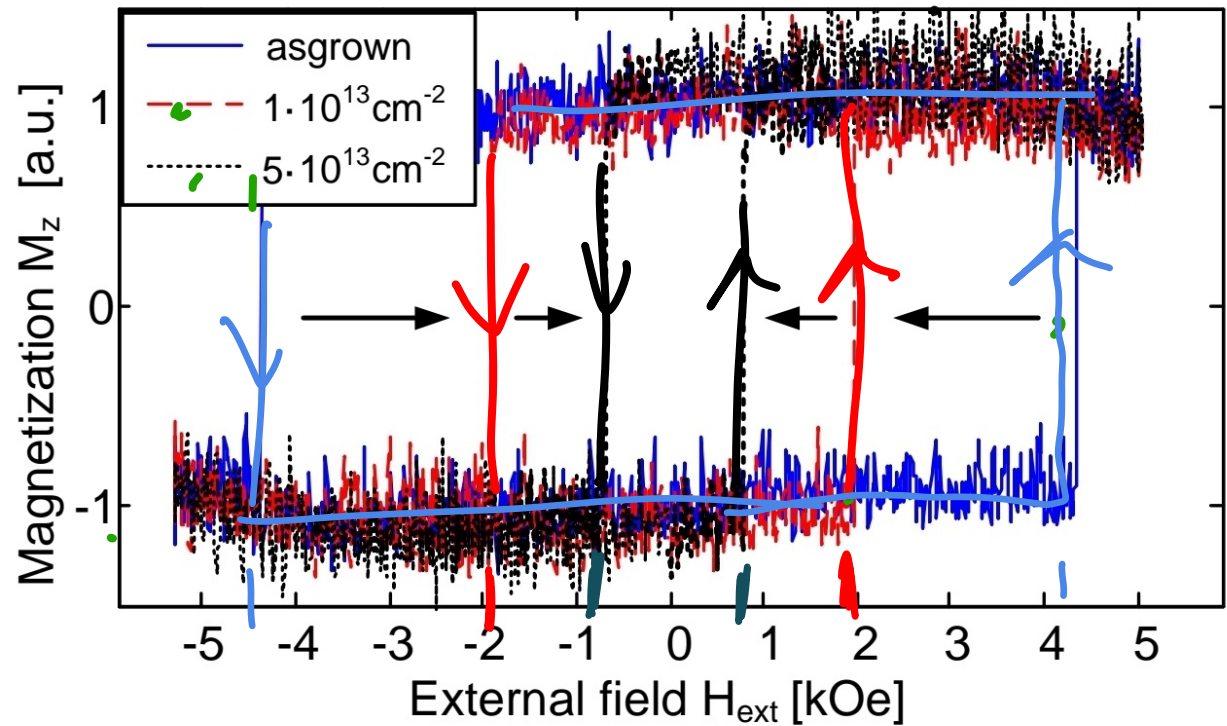 asgrown
1·10¹³cm⁻²
5·10¹³cm⁻²
Magnetization M_z [a.u.]
1
0
-1
-5 -4 -3 -2 -1 0 1 2 3 4 5
External field H_ext [kOe]